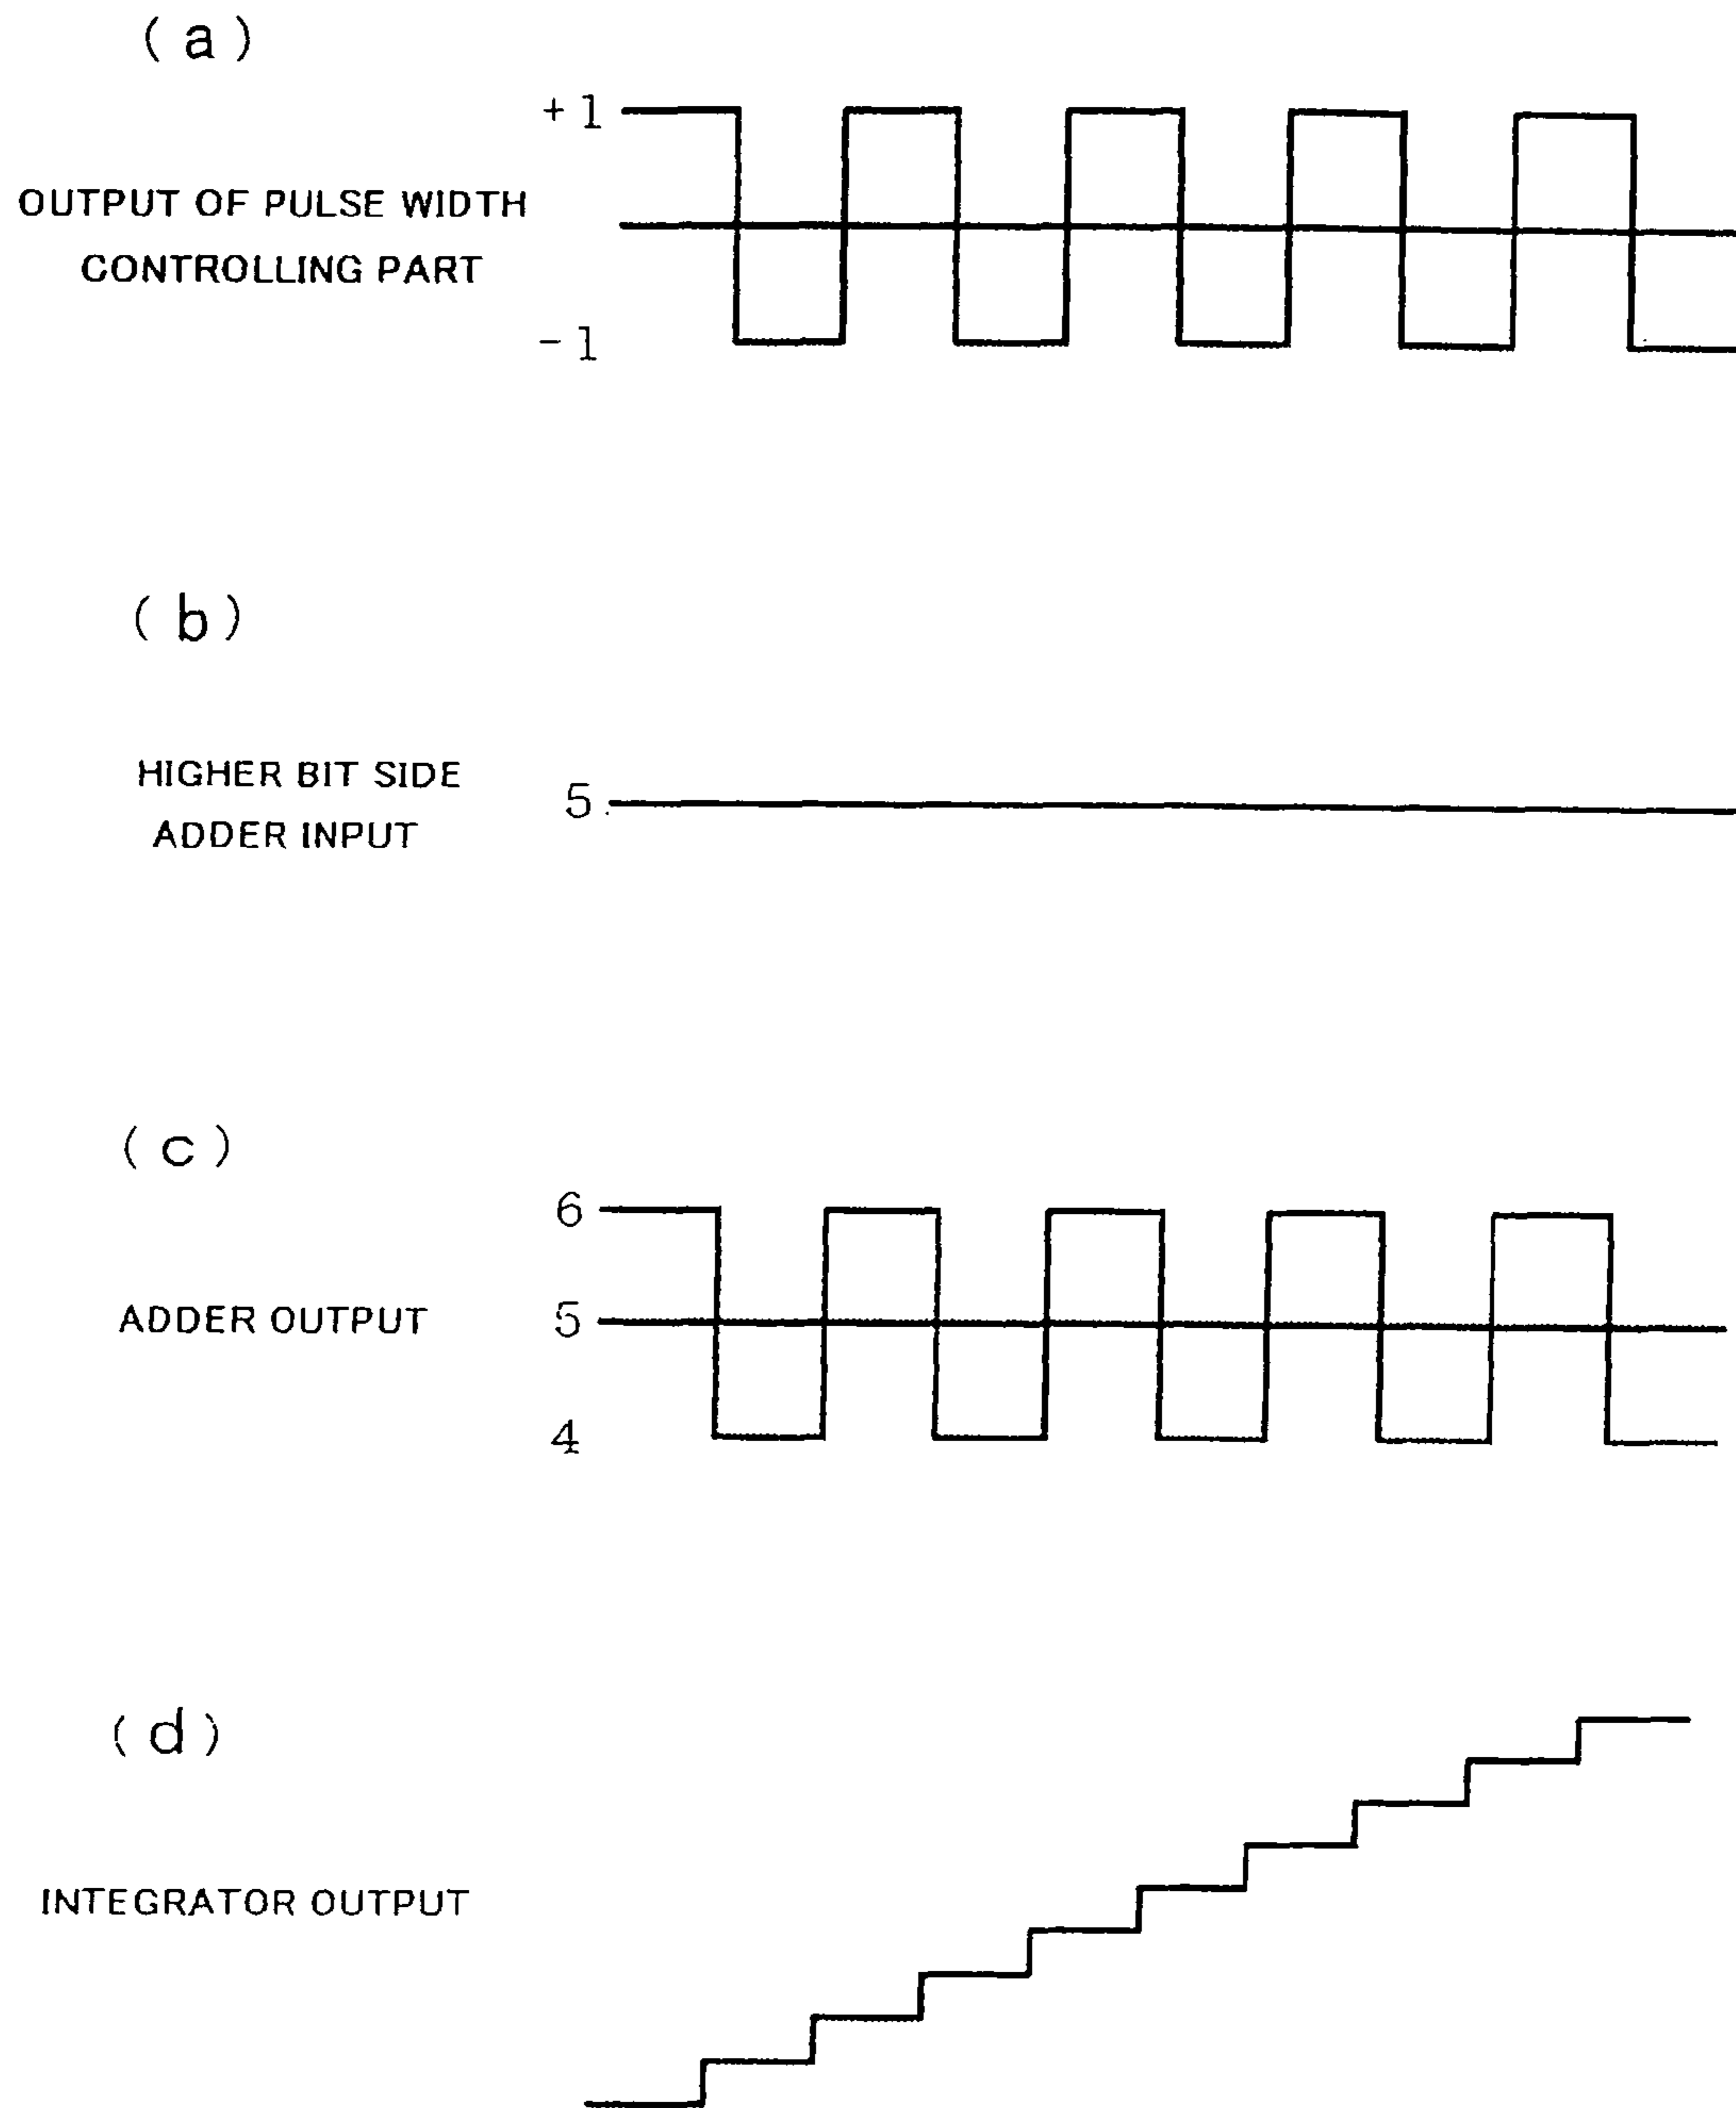 (a)
+1
OUTPUT OF PULSE WIDTH
CONTROLLING PART
-1
(b)
HIGHER BIT SIDE
5
ADDER INPUT
(c)
6
ADDER OUTPUT
5
4
(d)
INTEGRATOR OUTPUT